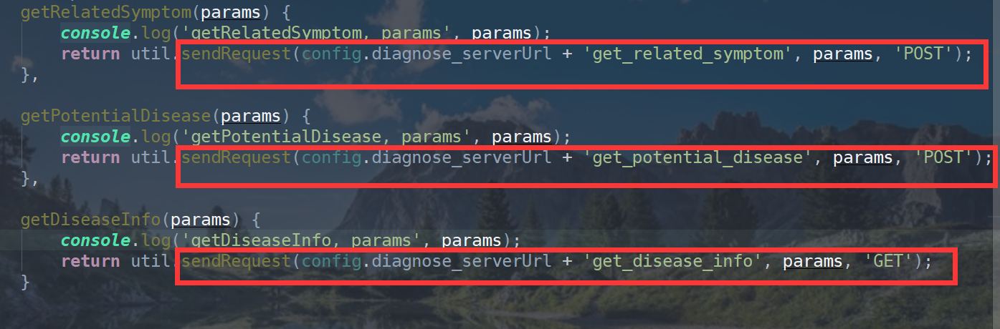 getRelatedSymptom(params) {
console.log('getRelatedSymptom, params', params);
return util.sendRequest(config.diagnose_serverUrl + 'get_related_symptom', params, 'POST');
},
getPotentialDisease(params) {
console.log('getPotentialDisease, params', params);
return util.sendRequest(config.diagnose_serverUrl + 'get_potential_disease', params, 'POST');
},
getDiseaseInfo(params) {
console.log('getDiseaseInfo, params', params);
return util.sendRequest(config.diagnose_serverUrl + 'get_disease_info', params, 'GET');
}